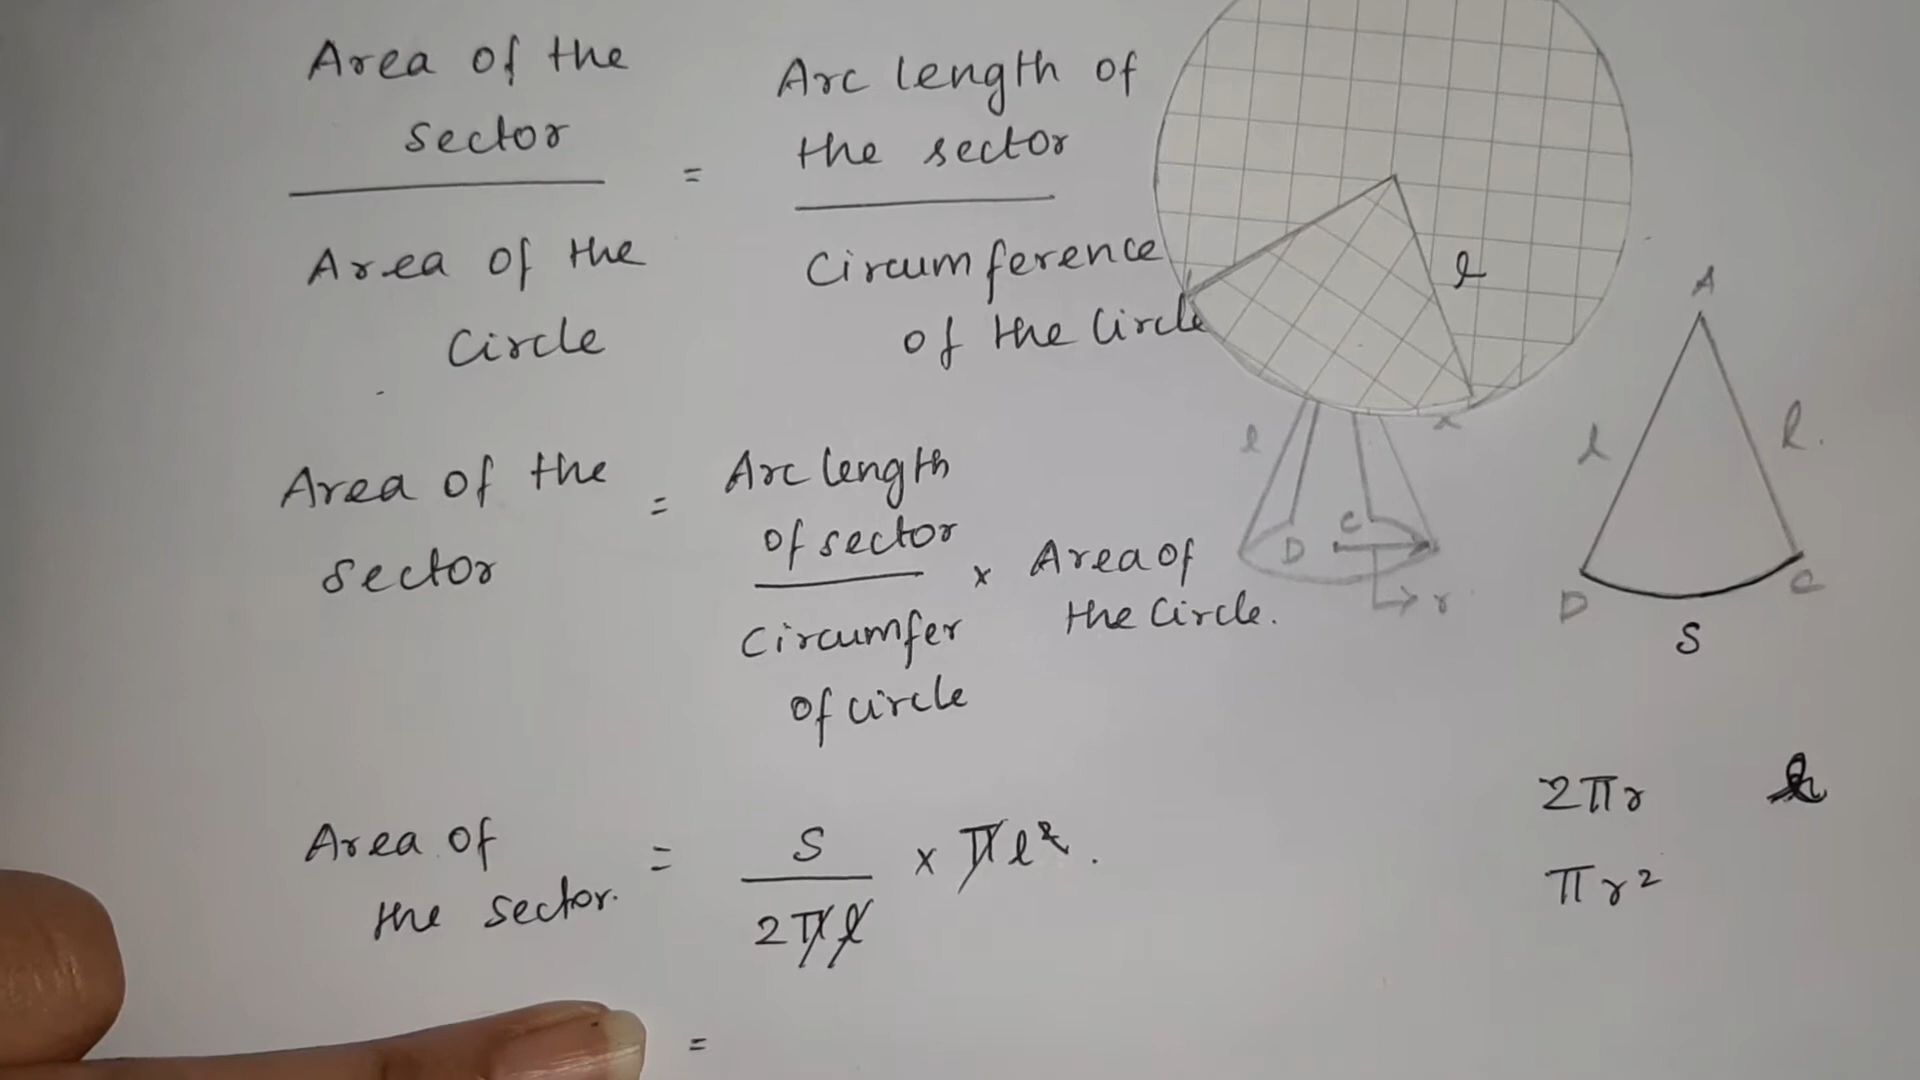 Area of the
sector
=
Arc length of
the sector
Area of the
Circle
Circumference
of the Circle
l
A
l
l
l.
D
C
r
D
C
S
Area of the
sector
=
Arc length
of sector
Circumfer
of circle
x Area of
the Circle.
2πr
πr²
Area of
the sector.
=
S
2πl
x πl².
=